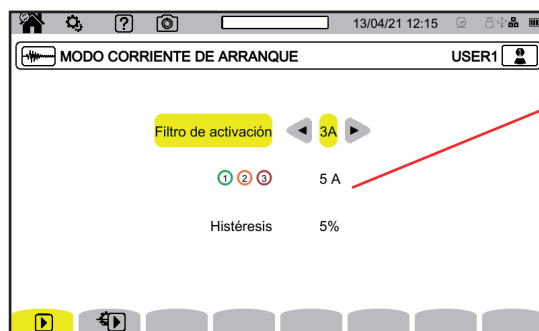 13/04/21 12:15
MODO CORRIENTE DE ARRANQUE USER1
Filtro de activación 3A
1 2 3 5 A
Histéresis 5%